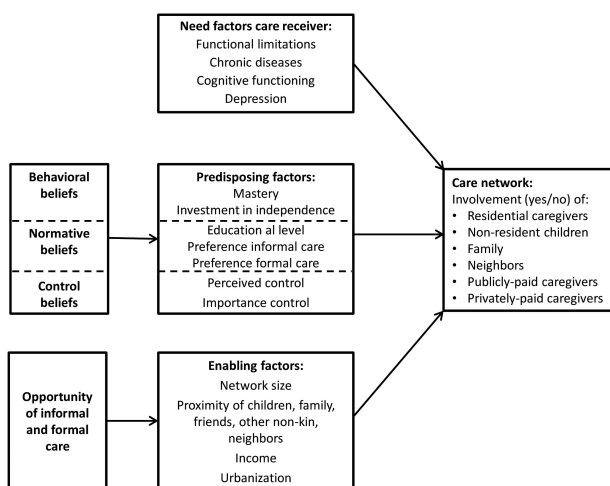 Need factors care receiver:
Functional limitations
Chronic diseases
Cognitive functioning
Depression
Behavioral
beliefs
Normative
beliefs
Control
beliefs
Predisposing factors:
Mastery
Investment in independence
Education al level
Preference informal care
Preference formal care
Perceived control
Importance control
Care network:
Involvement (yes/no) of:
• Residential caregivers
• Non-resident children
• Family
• Neighbors
• Publicly-paid caregivers
• Privately-paid caregivers
Opportunity
of informal
and formal
care
Enabling factors:
Network size
Proximity of children, family,
friends, other non-kin,
neighbors
Income
Urbanization